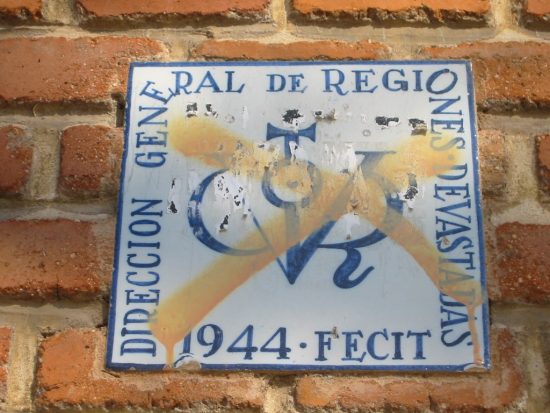 DIRECCION GENERAL DE REGIONES·DEVASTADAS
1944·FECIT